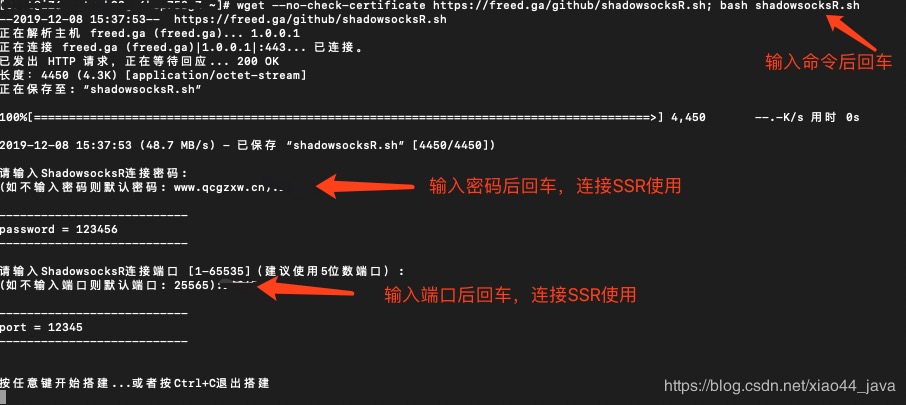 ~]# wget --no-check-certificate https://freed.ga/github/shadowsocksR.sh; bash shadowsocksR.sh
--2019-12-08 15:37:53-- https://freed.ga/github/shadowsocksR.sh
正在解析主机 freed.ga (freed.ga)... 1.0.0.1
正在连接 freed.ga (freed.ga)|1.0.0.1|:443... 已连接。
已发出 HTTP 请求，正在等待回应... 200 OK
输入命令后回车
长度：4450 (4.3K) [application/octet-stream]
正在保存至: “shadowsocksR.sh”
100%[======================================================================================>] 4,450 --.-K/s 用时 0s
2019-12-08 15:37:53 (48.7 MB/s) - 已保存 “shadowsocksR.sh” [4450/4450])
请输入ShadowsocksR连接密码:
(如不输入密码则默认密码: www.qcgzxw.cn
输入密码后回车，连接SSR使用
---------------------------
password = 123456
---------------------------
请输入ShadowsocksR连接端口 [1-65535](建议使用5位数端口) :
(如不输入端口则默认端口: 25565):
输入端口后回车，连接SSR使用
---------------------------
port = 12345
---------------------------
按任意键开始搭建...或者按Ctrl+C退出搭建
https://blog.csdn.net/xiao44_java